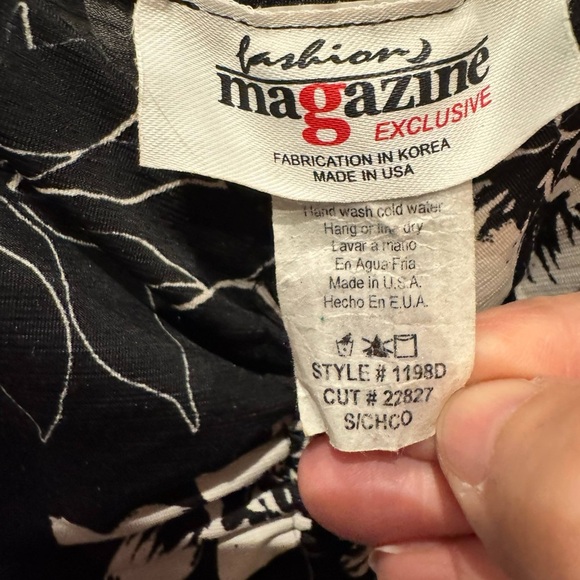 fashion
magazine
EXCLUSIVE
FABRICATION IN KOREA
MADE IN USA
Hand wash cold water
Hang or line dry
Lavar a mano
En Agua Fria
Made in U.S.A.
Hecho En E.U.A.
STYLE # 1198D
CUT # 22827
S/CHCO